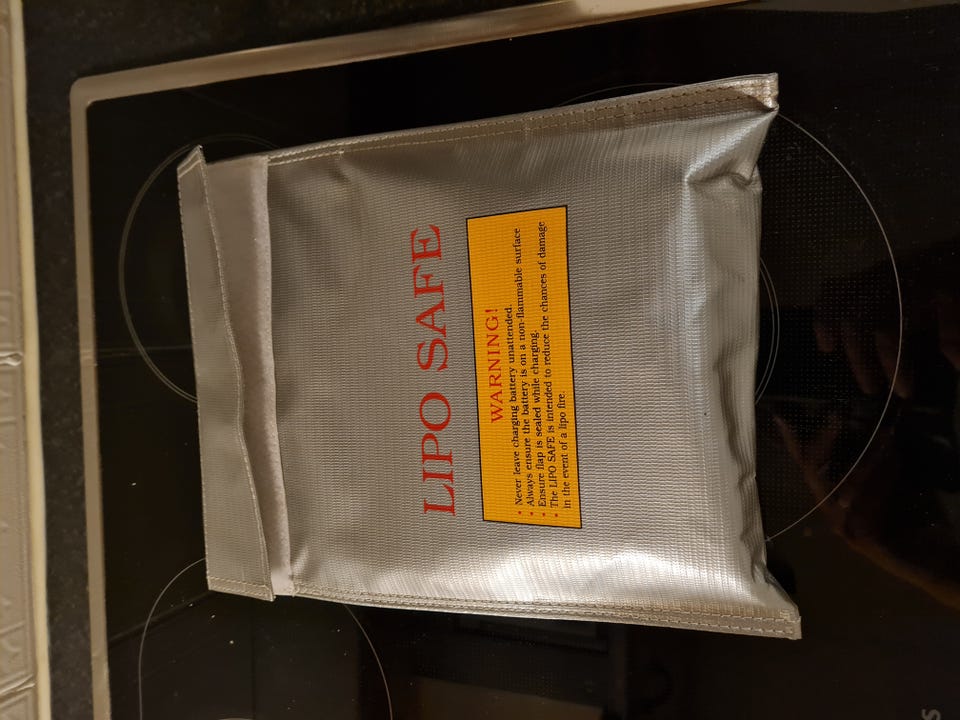 LIPO SAFE
WARNING!
• Never leave charging battery unattended.
• Always ensure the battery is on a non-flammable surface
• Ensure flap is sealed while charging.
• The LIPO SAFE is intended to reduce the chances of damage
in the event of a lipo fire.